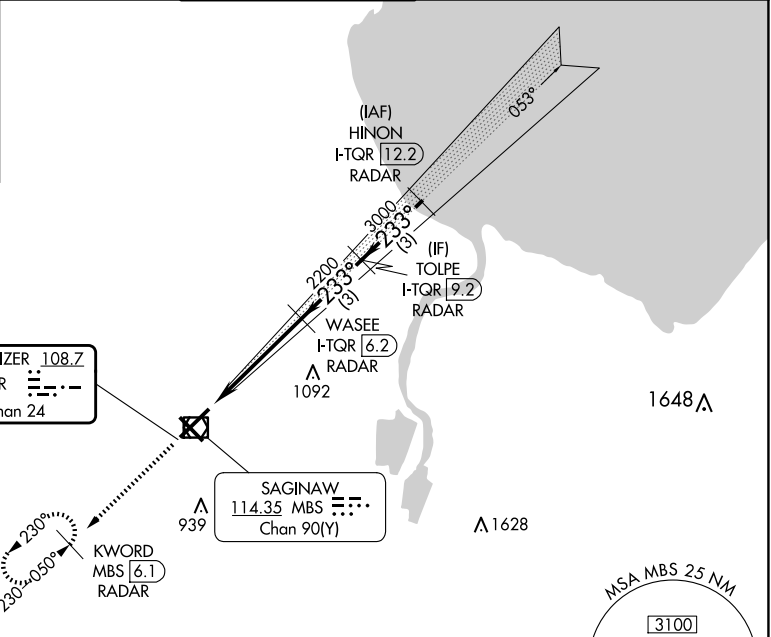 (IAF)
HINON
I-TQR 12.2
RADAR
053°
3000
233°
(3)
(IF)
TOLPE
I-TQR 9.2
RADAR
2200
233°
(3)
WASEE
I-TQR 6.2
RADAR
1092
1648
IZER 108.7
R
han 24
SAGINAW
114.35 MBS
Chan 90(Y)
939
1628
KWORD
MBS 6.1
RADAR
230°
050°
230°
MSA MBS 25 NM
3100